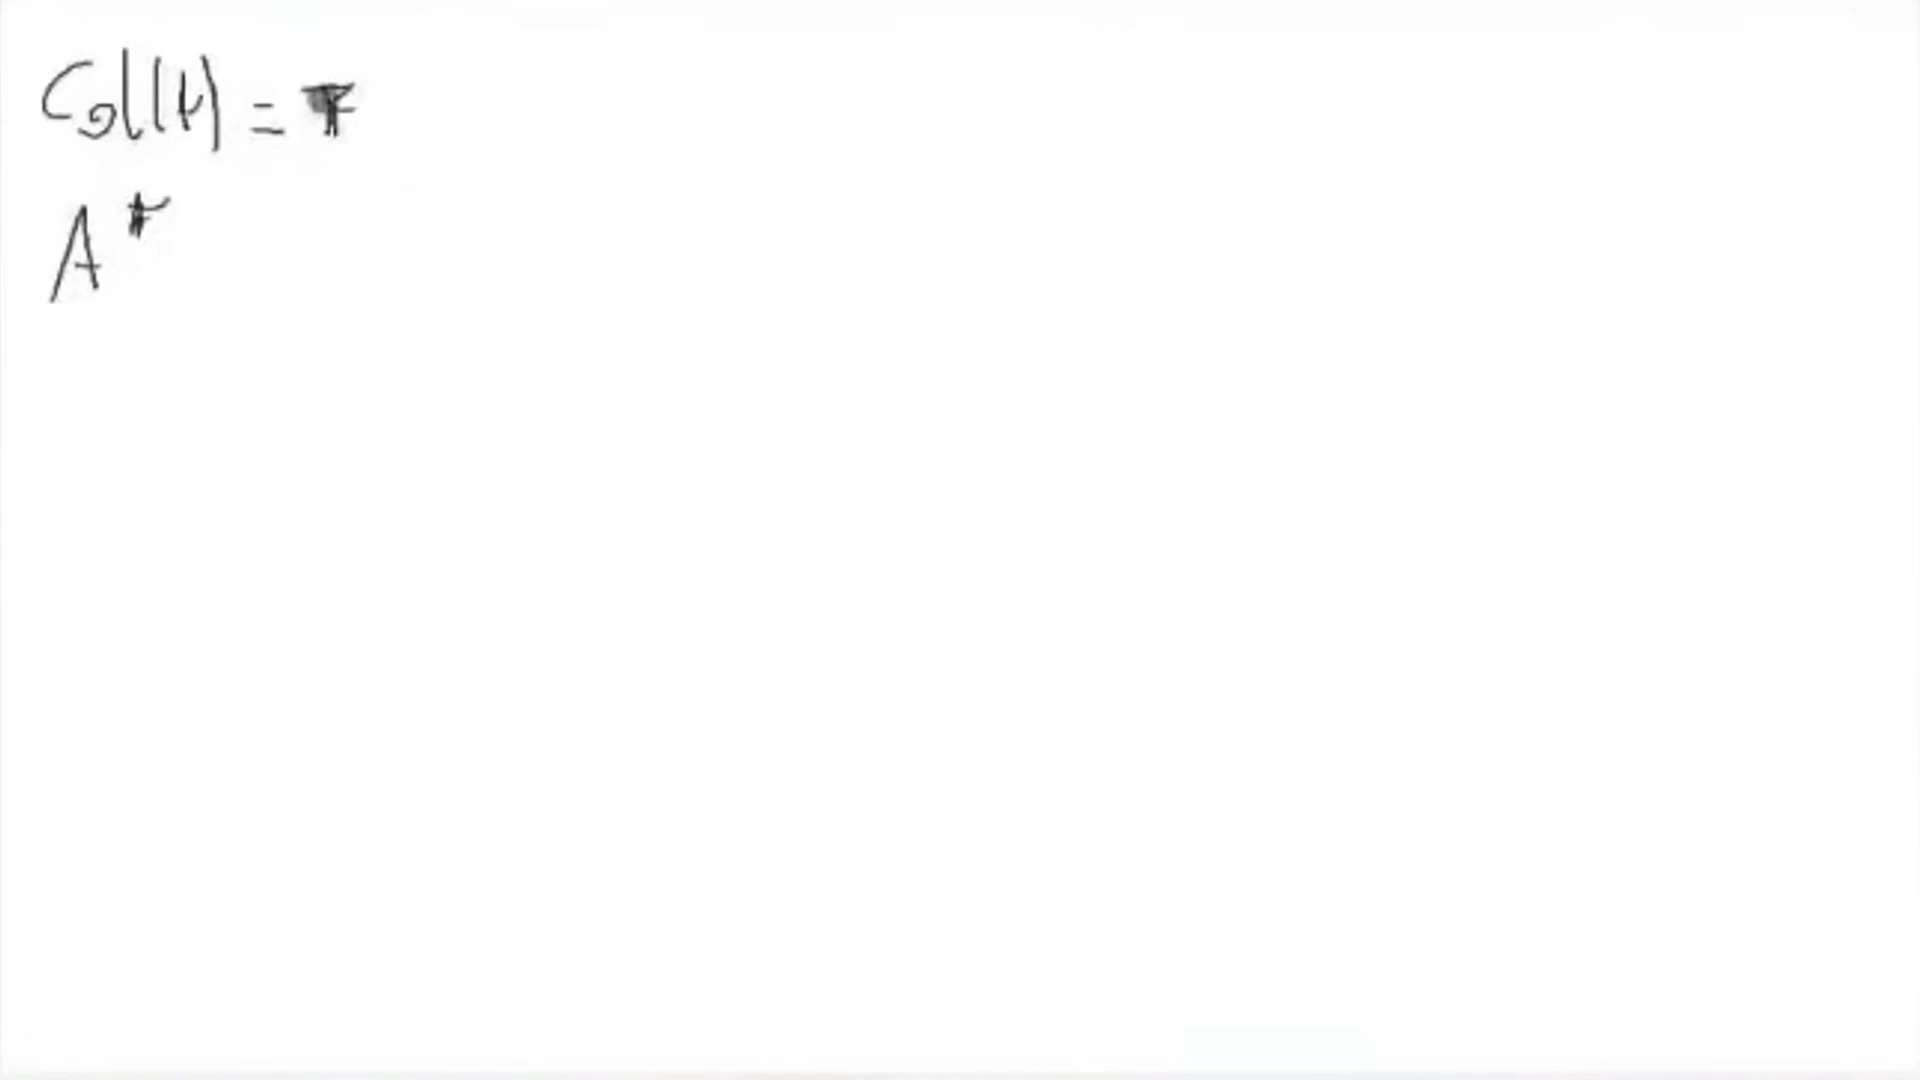 Col(t) =
A*